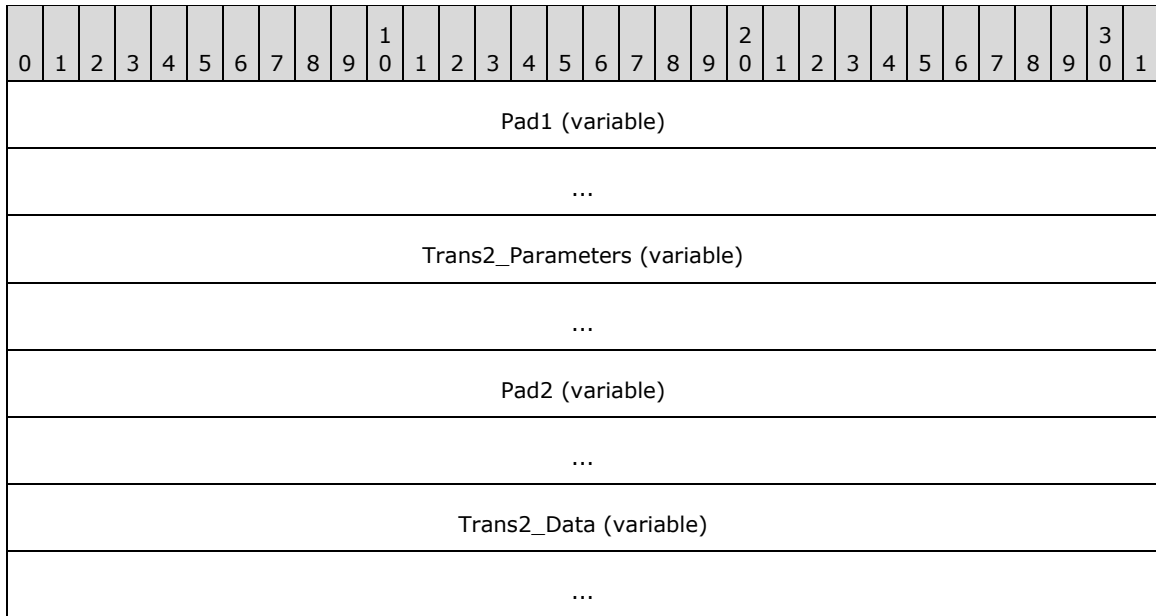 1 2 3
0 1 2 3 4 5 6 7 8 9 0 1 2 3 4 5 6 7 8 9 0 1 2 3 4 5 6 7 8 9 0 1
Pad1 (variable)
...
Trans2_Parameters (variable)
...
Pad2 (variable)
...
Trans2_Data (variable)
...